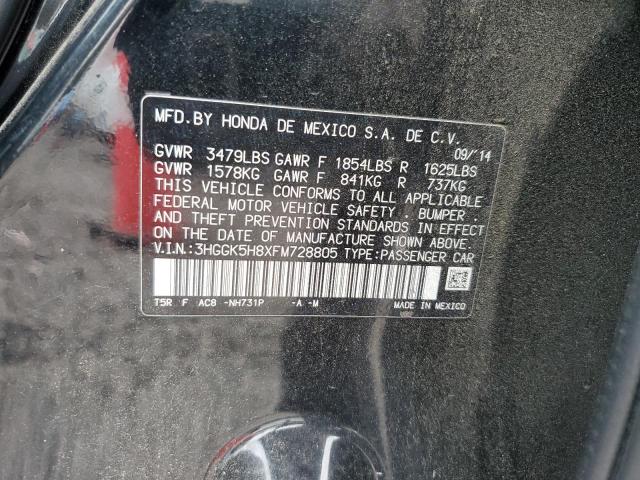 MFD.BY HONDA DE MEXICO S.A. DE C.V.
09/'14
GVWR 3479LBS GAWR F 1854LBS R 1625LBS
GVWR 1578KG GAWR F 841KG R 737KG
THIS VEHICLE CONFORMS TO ALL APPLICABLE
FEDERAL MOTOR VEHICLE SAFETY . BUMPER .
AND THEFT PREVENTION STANDARDS IN EFFECT
ON THE DATE OF MANUFACTURE SHOWN ABOVE.
V.I.N.:3HGGK5H8XFM728805 TYPE:PASSENGER CAR
T5R F AC8 -NH731P -A -M MADE IN MEXICO